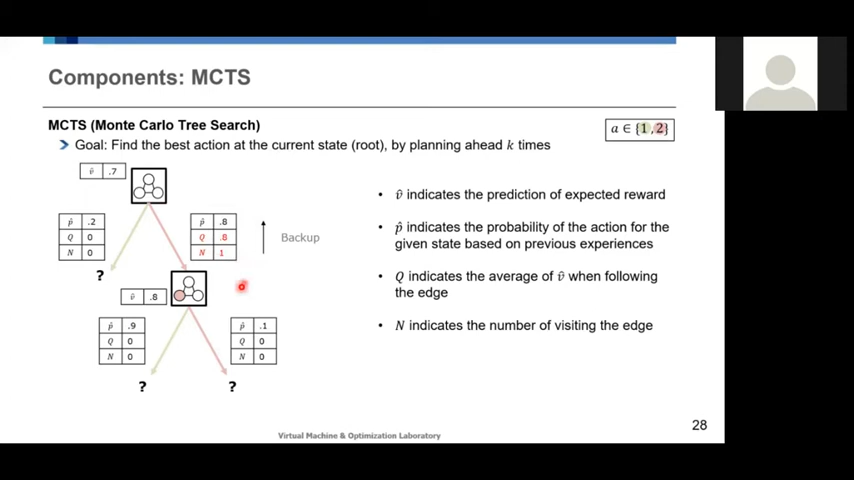 Components: MCTS
MCTS (Monte Carlo Tree Search)
a ∈ {1, 2}
Goal: Find the best action at the current state (root), by planning ahead k times
v̂ .7
p̂ .2
Q 0
N 0
p̂ .8
Q .8
N 1
Backup
?
v̂ .8
p̂ .9
Q 0
N 0
p̂ .1
Q 0
N 0
?
?
• v̂ indicates the prediction of expected reward
• p̂ indicates the probability of the action for the
given state based on previous experiences
• Q indicates the average of v̂ when following
the edge
• N indicates the number of visiting the edge
28
Virtual Machine & Optimization Laboratory